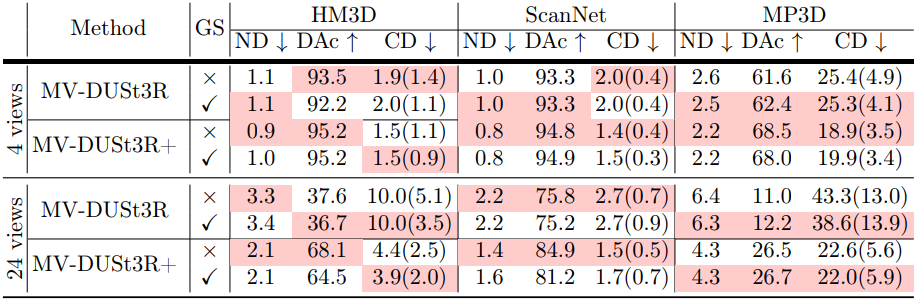 Method GS HM3D ScanNet MP3D
ND ↓ DAc ↑ CD ↓ ND ↓ DAc ↑ CD ↓ ND ↓ DAc ↑ CD ↓
4 views
MV-DUSt3R × 1.1 93.5 1.9(1.4) 1.0 93.3 2.0(0.4) 2.6 61.6 25.4(4.9)
✓ 1.1 92.2 2.0(1.1) 1.0 93.3 2.0(0.4) 2.5 62.4 25.3(4.1)
MV-DUSt3R+ × 0.9 95.2 1.5(1.1) 0.8 94.8 1.4(0.4) 2.2 68.5 18.9(3.5)
✓ 1.0 95.2 1.5(0.9) 0.8 94.9 1.5(0.3) 2.2 68.0 19.9(3.4)
24 views
MV-DUSt3R × 3.3 37.6 10.0(5.1) 2.2 75.8 2.7(0.7) 6.4 11.0 43.3(13.0)
✓ 3.4 36.7 10.0(3.5) 2.2 75.2 2.7(0.9) 6.3 12.2 38.6(13.9)
MV-DUSt3R+ × 2.1 68.1 4.4(2.5) 1.4 84.9 1.5(0.5) 4.3 26.5 22.6(5.6)
✓ 2.1 64.5 3.9(2.0) 1.6 81.2 1.7(0.7) 4.3 26.7 22.0(5.9)